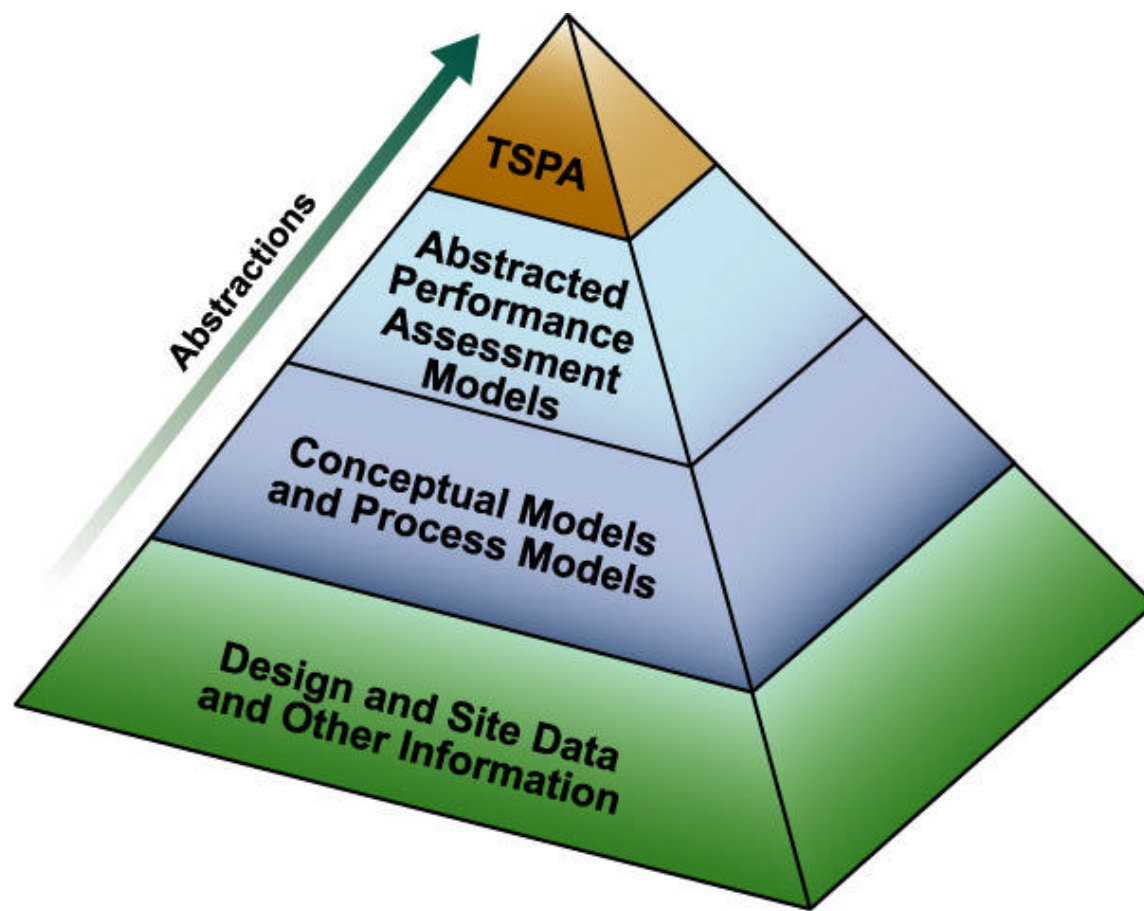 Abstractions
TSPA
Abstracted
Performance
Assessment
Models
Conceptual Models
and Process Models
Design and Site Data
and Other Information